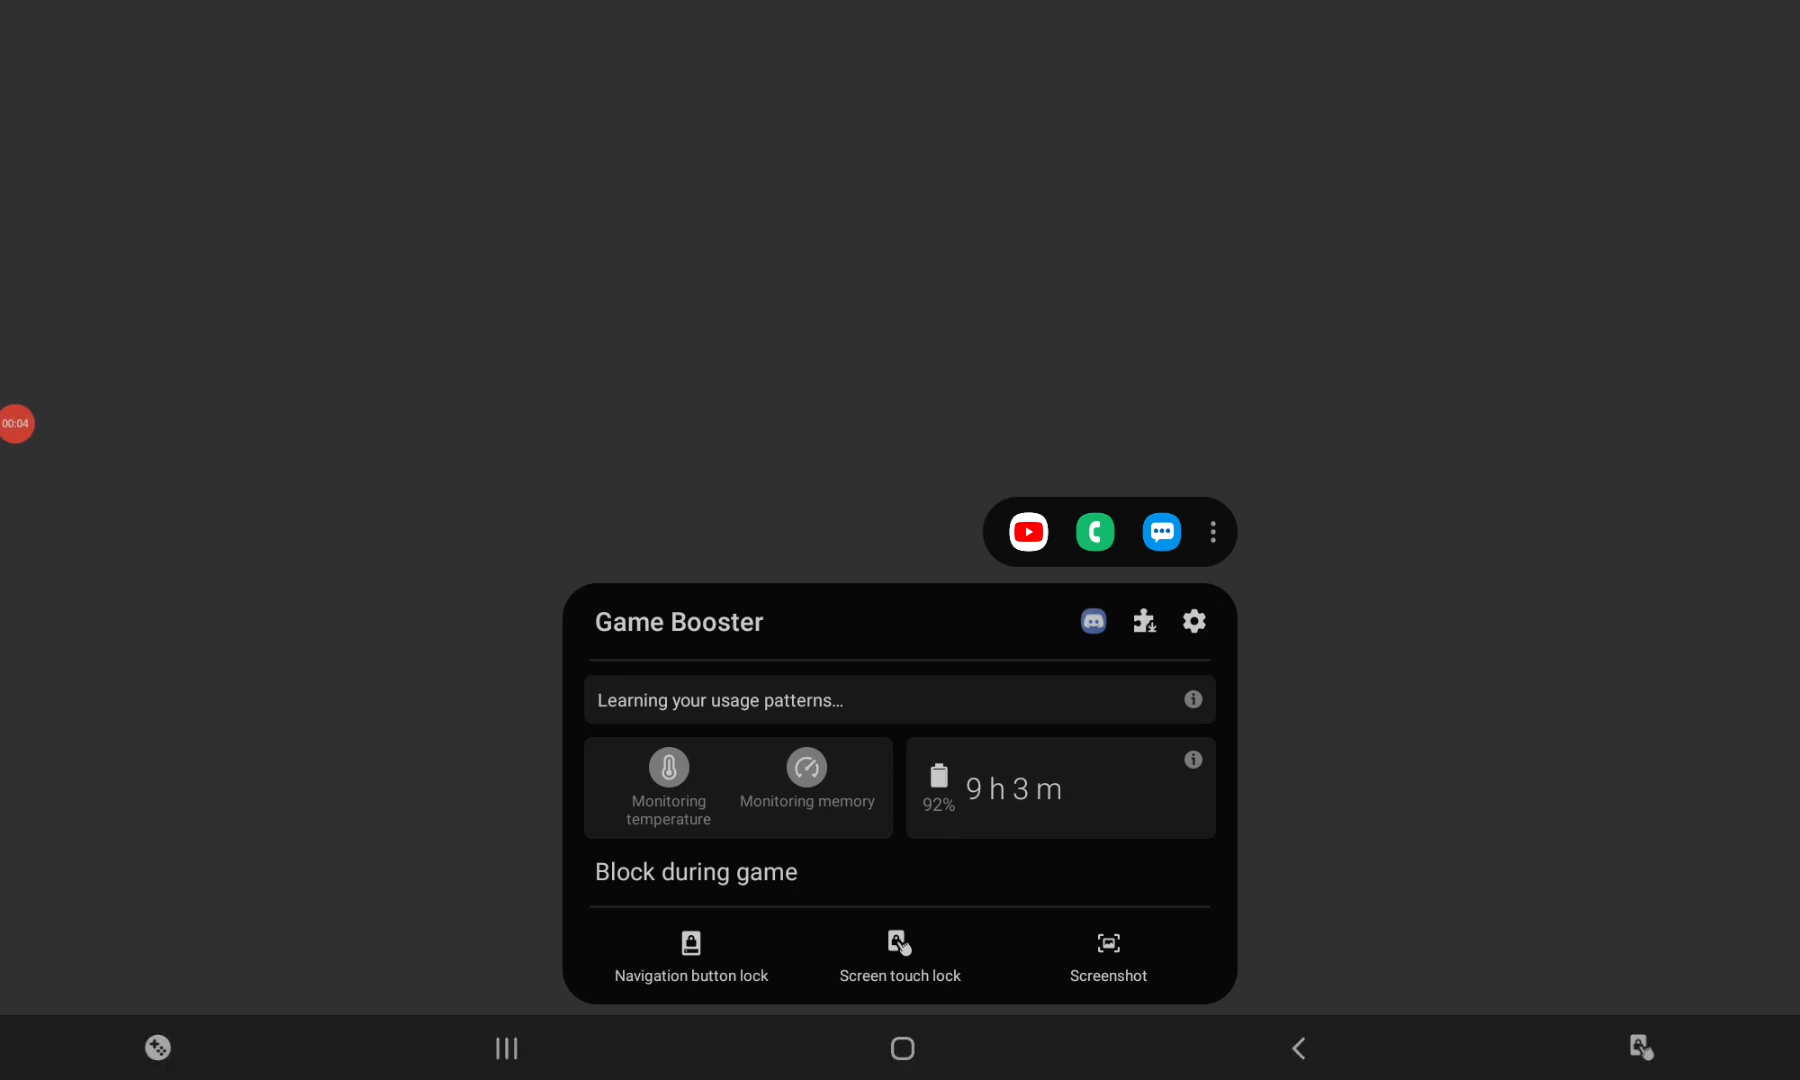 00:04
Game Booster
Learning your usage patterns...
Monitoring
temperature
Monitoring memory
92%
9 h 3 m
Block during game
Navigation button lock
Screen touch lock
Screenshot